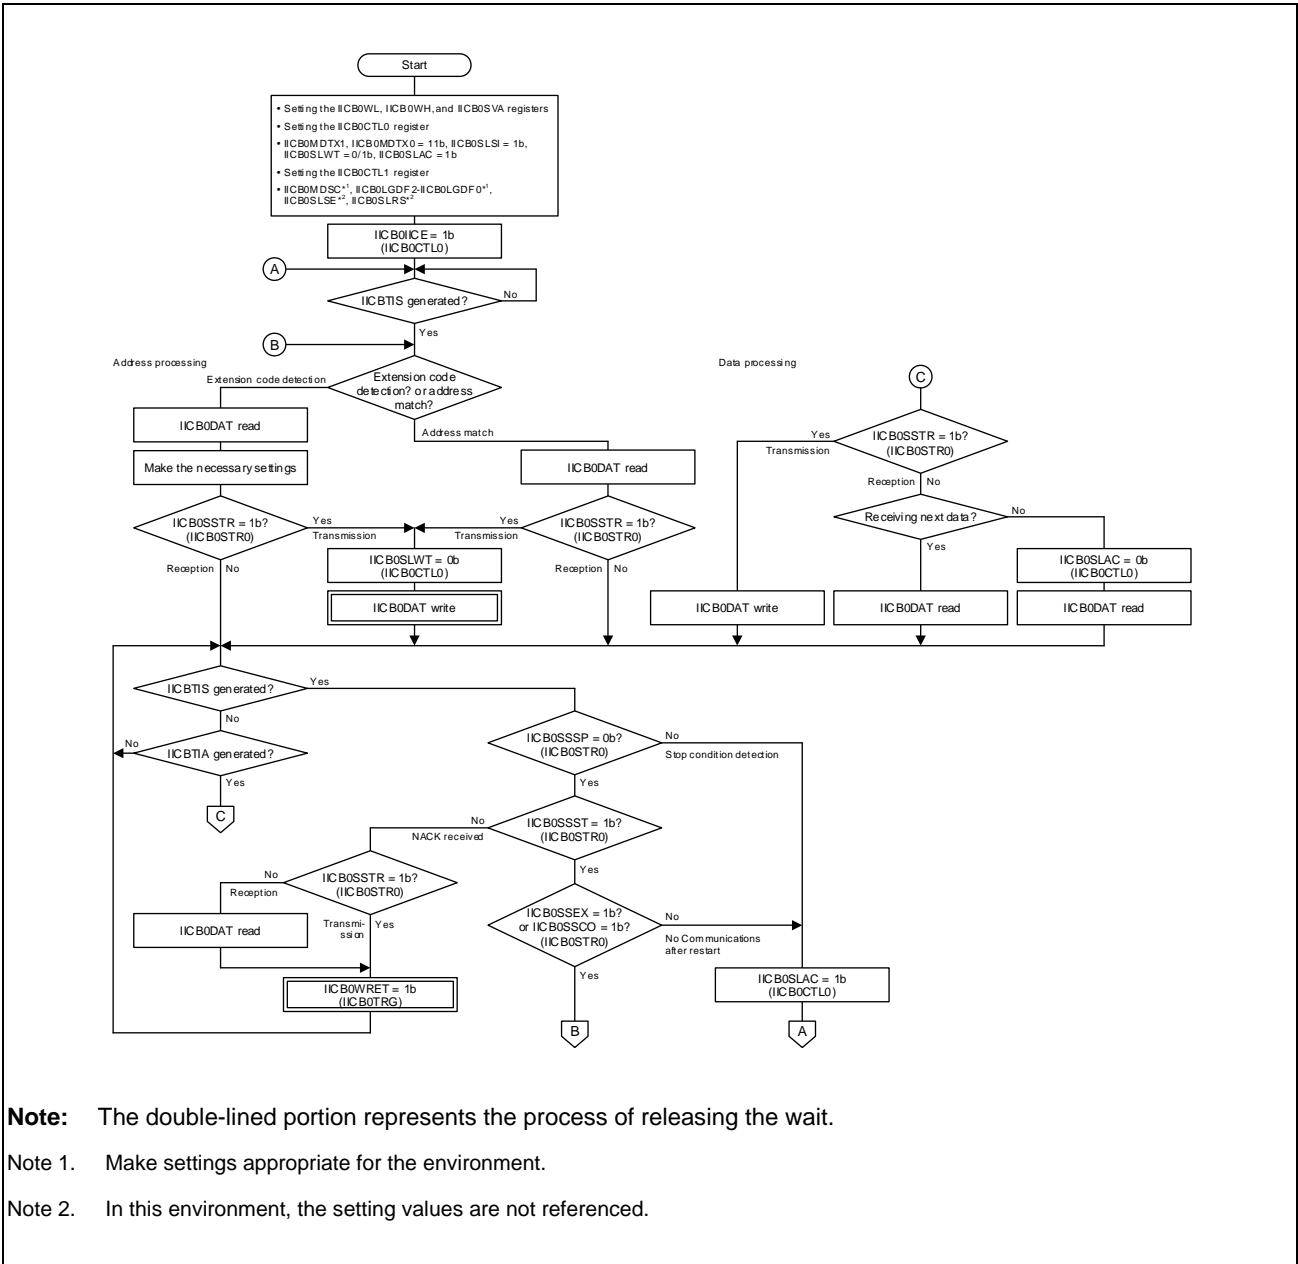 Start
• Setting the IICB0WL, IICB0WH, and IICB0SVA registers
• Setting the IICB0CTL0 register
• IICB0MDTX1, IICB0MDTX0 = 11b, IICB0SLSI = 1b,
IICB0SLWT = 0/1b, IICB0SLAC = 1b
• Setting the IICB0CTL1 register
• IICB0MDSC*1, IICB0LGDF2-IICB0LGDF0*1,
IICB0SLSE*2, IICB0SLRS*2
IICB0IICE = 1b
(IICB0CTL0)
A
IICBTIS generated?
No
Yes
B
Address processing
Extension code detection
Extension code
detection? or address
match?
Address match
IICB0DAT read
Make the necessary settings
IICB0SSTR = 1b?
(IICB0STR0)
Yes
Transmission
Reception
No
IICB0DAT read
IICB0SSTR = 1b?
(IICB0STR0)
Yes
Transmission
Reception
No
IICB0SLWT = 0b
(IICB0CTL0)
IICB0DAT write
Data processing
C
IICB0SSTR = 1b?
(IICB0STR0)
Yes
Transmission
Reception
No
Receiving next data?
No
Yes
IICB0SLAC = 0b
(IICB0CTL0)
IICB0DAT write
IICB0DAT read
IICB0DAT read
IICBTIS generated?
Yes
No
IICBTIA generated?
No
Yes
C
IICB0SSSP = 0b?
(IICB0STR0)
No
Stop condition detection
Yes
IICB0SSST = 1b?
(IICB0STR0)
No
NACK received
Yes
IICB0SSTR = 1b?
(IICB0STR0)
No
Reception
Transmi-
ssion
Yes
IICB0DAT read
IICB0WRET = 1b
(IICB0TRG)
IICB0SSEX = 1b?
or IICB0SSCO = 1b?
(IICB0STR0)
No
No Communications
after restart
Yes
B
IICB0SLAC = 1b
(IICB0CTL0)
A
Note: The double-lined portion represents the process of releasing the wait.
Note 1. Make settings appropriate for the environment.
Note 2. In this environment, the setting values are not referenced.